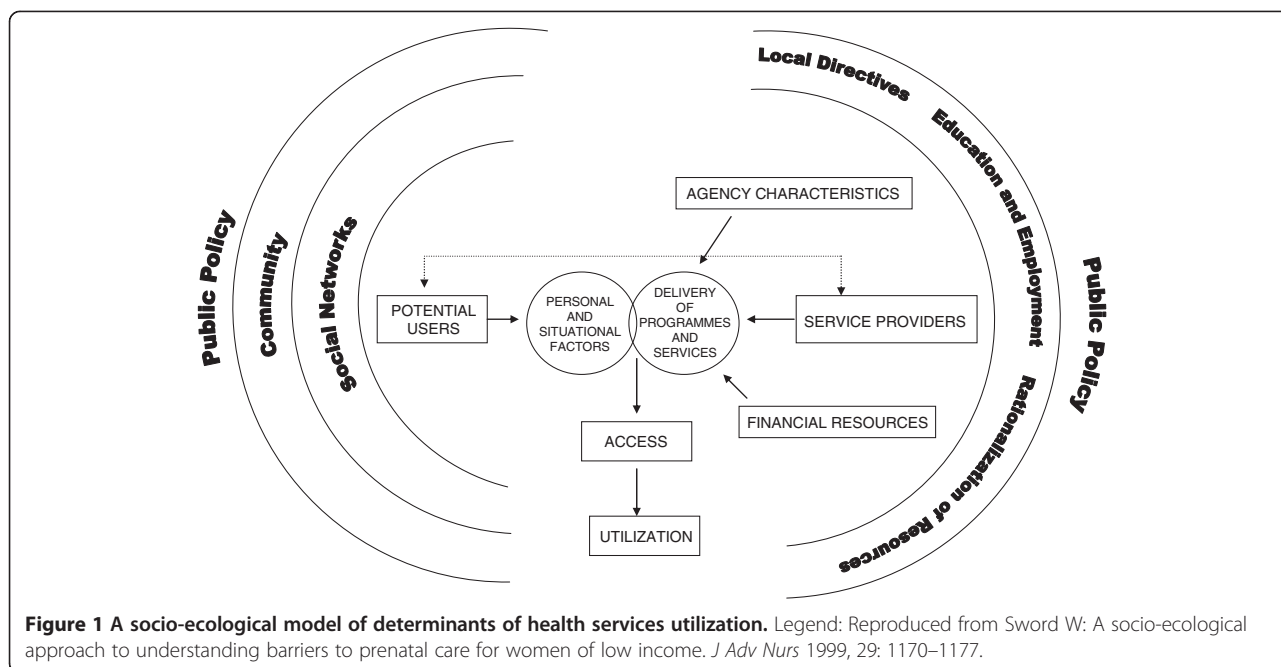 Public Policy
Community
Social Networks
Local Directives
Education and Employment
Rationalization of Resources
Public Policy
AGENCY CHARACTERISTICS
POTENTIAL
USERS
PERSONAL
AND
SITUATIONAL
FACTORS
DELIVERY
OF
PROGRAMMES
AND
SERVICES
SERVICE PROVIDERS
FINANCIAL RESOURCES
ACCESS
UTILIZATION
Figure 1 A socio-ecological model of determinants of health services utilization. Legend: Reproduced from Sword W: A socio-ecological
approach to understanding barriers to prenatal care for women of low income. J Adv Nurs 1999, 29: 1170–1177.